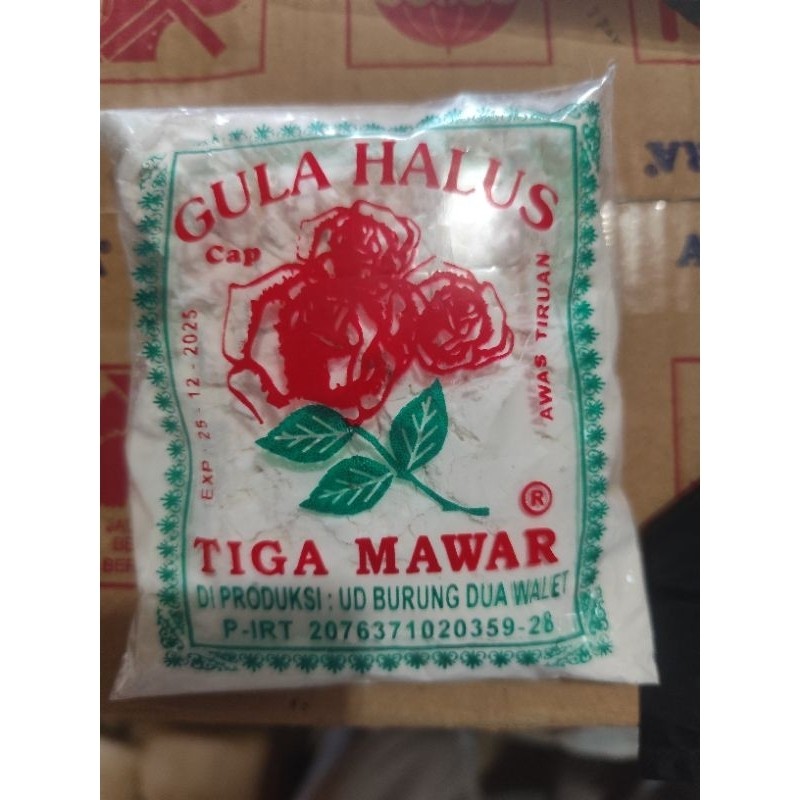 GULA HALUS
Cap
EXP : 25 - 12 - 2025
AWAS TIRUAN
®
TIGA MAWAR
DI PRODUKSI : UD BURUNG DUA WALET
P-IRT 2076371020359-28